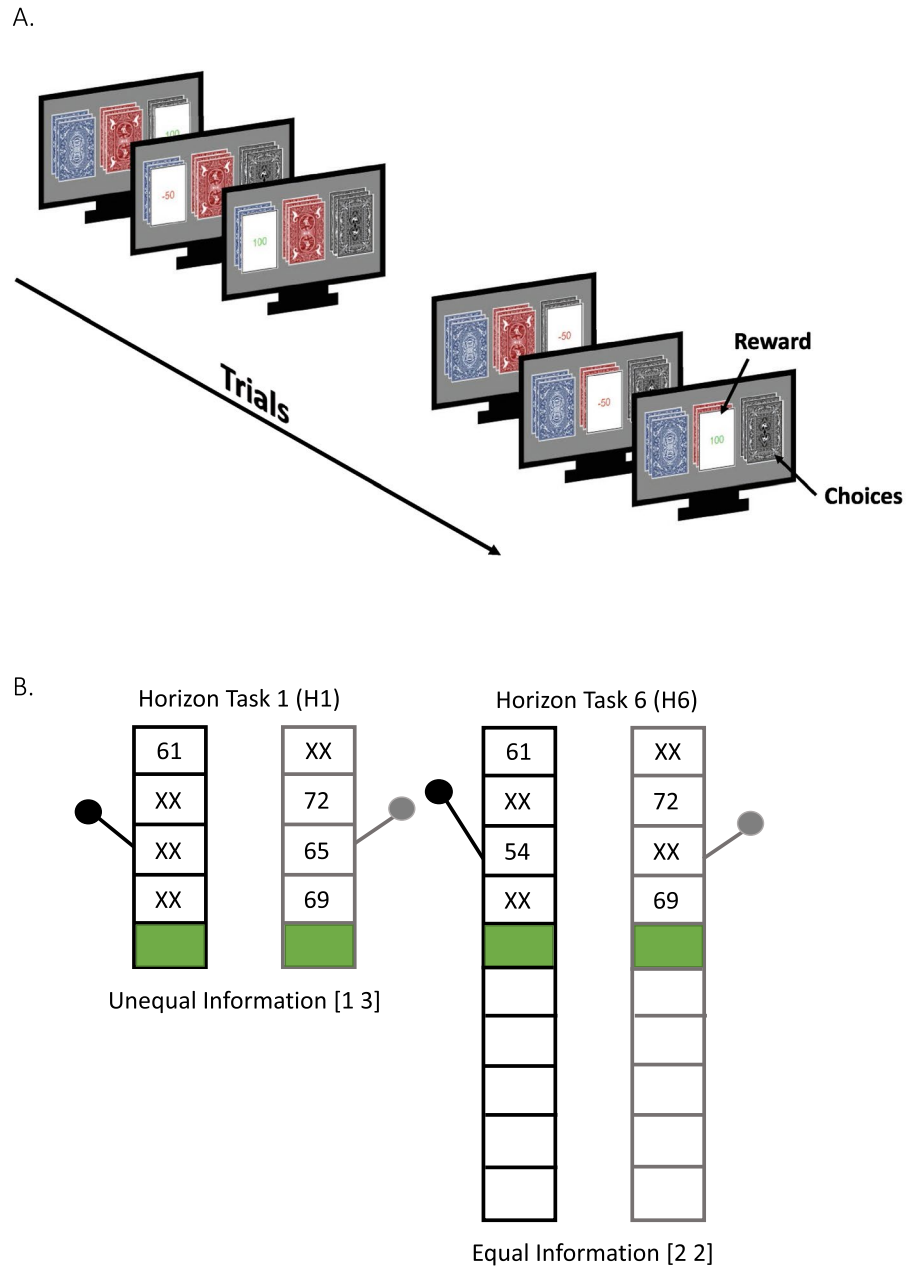 A.
100
-50
100
Trials
-50
-50
100
Reward
Choices
B.
Horizon Task 1 (H1)
Horizon Task 6 (H6)
61
XX
XX
XX
XX
72
65
69
61
XX
54
XX
XX
72
XX
69
Unequal Information [1 3]
Equal Information [2 2]